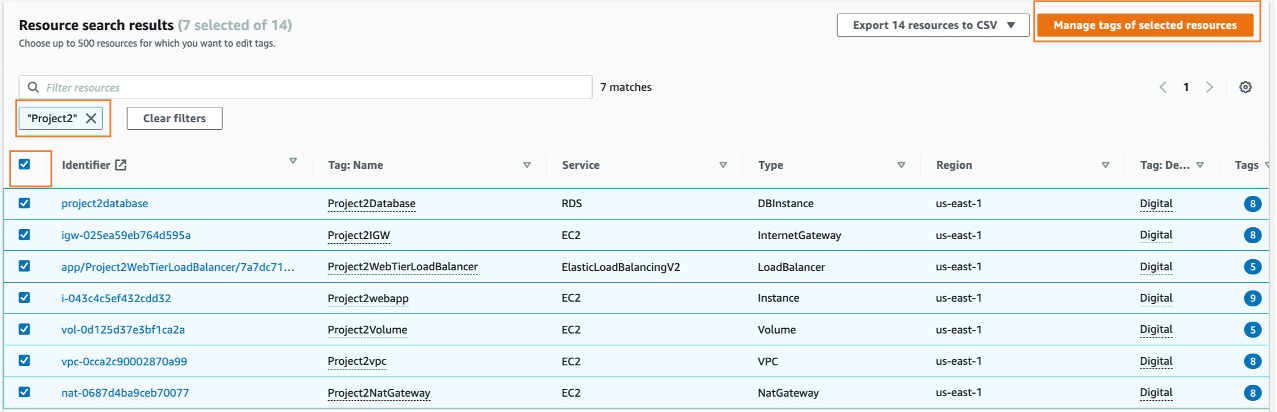 Resource search results (7 selected of 14)
Export 14 resources to CSV
Manage tags of selected resources
Choose up to 500 resources for which you want to edit tags.
Filter resources
7 matches
1
"Project2"
Clear filters
Identifier Tag: Name Service Type Region Tag: De... Tags
project2database Project2Database RDS DBInstance us-east-1 Digital 8
igw-025ea59eb764d595a Project2IGW EC2 InternetGateway us-east-1 Digital 8
app/Project2WebTierLoadBalancer/7a7dc71... Project2WebTierLoadBalancer ElasticLoadBalancingV2 LoadBalancer us-east-1 Digital 5
i-043c4c5ef432cdd32 Project2webapp EC2 Instance us-east-1 Digital 9
vol-0d125d37e3bf1ca2a Project2Volume EC2 Volume us-east-1 Digital 5
vpc-0cca2c90002870a99 Project2vpc EC2 VPC us-east-1 Digital 8
nat-0687d4ba9ceb70077 Project2NatGateway EC2 NatGateway us-east-1 Digital 8